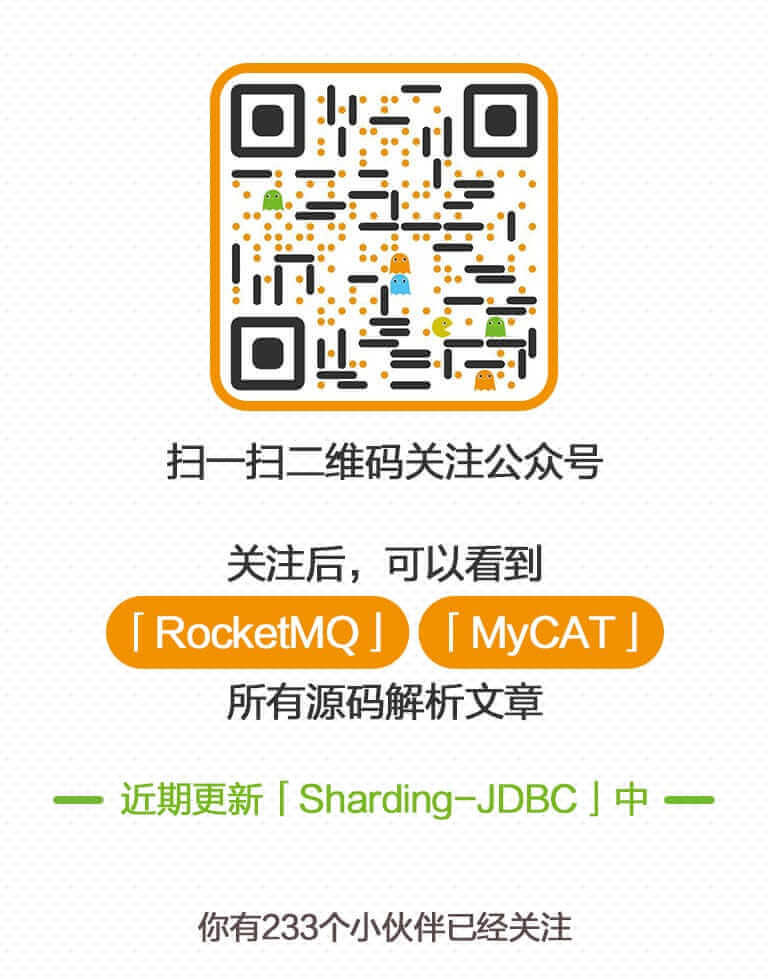 扫一扫二维码关注公众号
关注后，可以看到
「RocketMQ」「MyCAT」
所有源码解析文章
近期更新「Sharding-JDBC」中
你有233个小伙伴已经关注